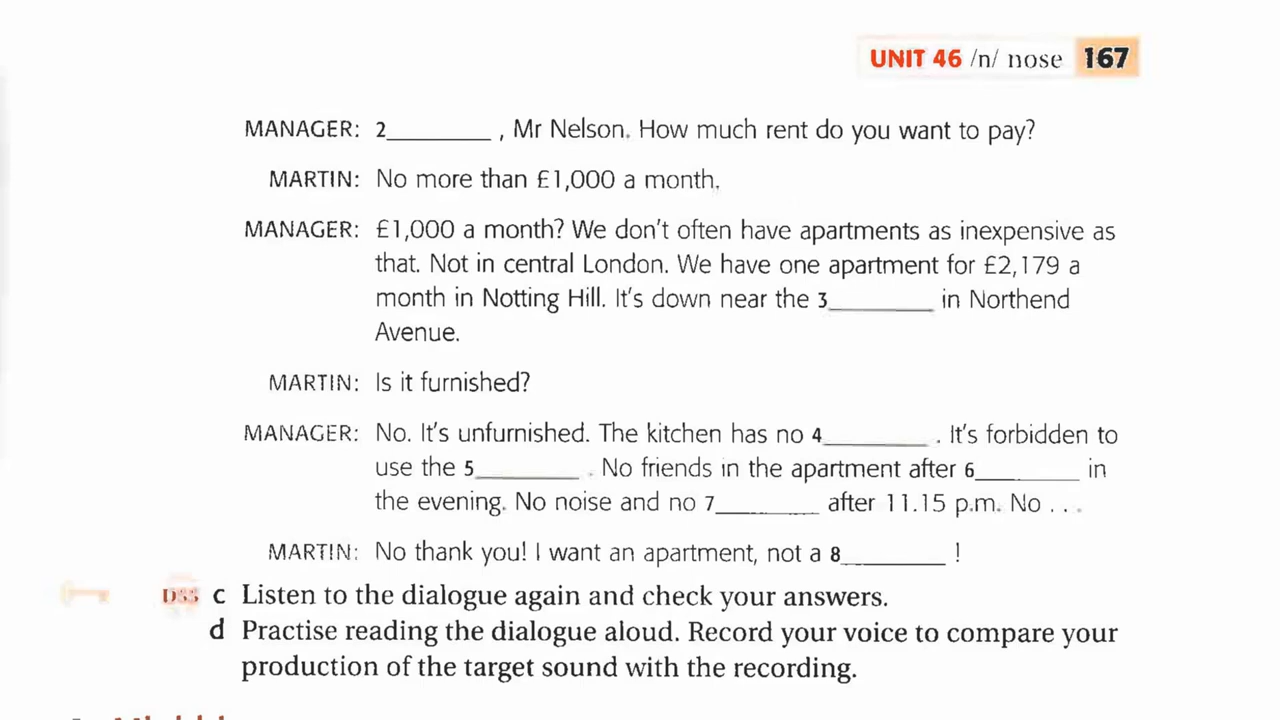 UNIT 46 /n/ nose 167
MANAGER: 2________ , Mr Nelson. How much rent do you want to pay?
MARTIN: No more than £1,000 a month.
MANAGER: £1,000 a month? We don't often have apartments as inexpensive as
that. Not in central London. We have one apartment for £2,179 a
month in Notting Hill. It's down near the 3________ in Northend
Avenue.
MARTIN: Is it furnished?
MANAGER: No. It's unfurnished. The kitchen has no 4________ . It's forbidden to
use the 5________ . No friends in the apartment after 6________ in
the evening. No noise and no 7________ after 11.15 p.m. No . . .
MARTIN: No thank you! I want an apartment, not a 8________ !
c Listen to the dialogue again and check your answers.
d Practise reading the dialogue aloud. Record your voice to compare your
production of the target sound with the recording.